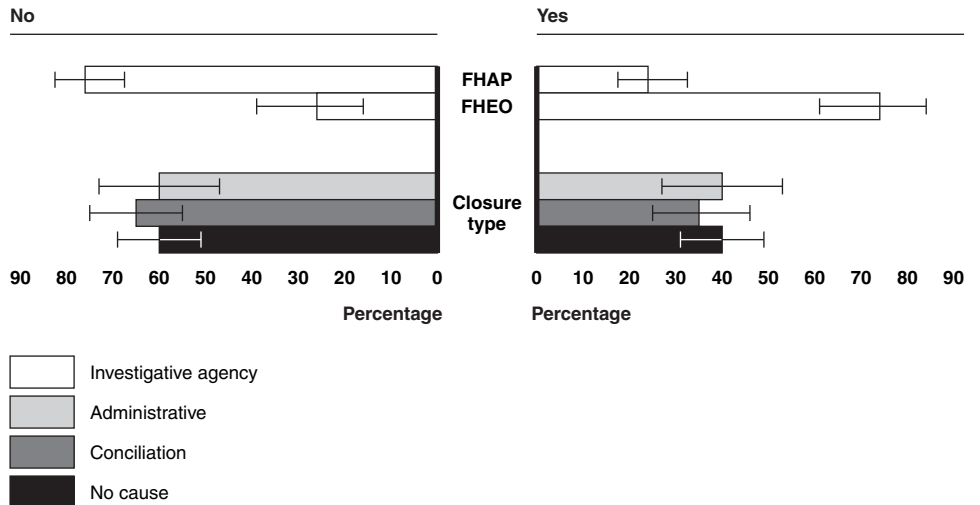 No Yes
FHAP
FHEO
Closure
type
90 80 70 60 50 40 30 20 10 0 0 10 20 30 40 50 60 70 80 90
Percentage Percentage
Investigative agency
Administrative
Conciliation
No cause